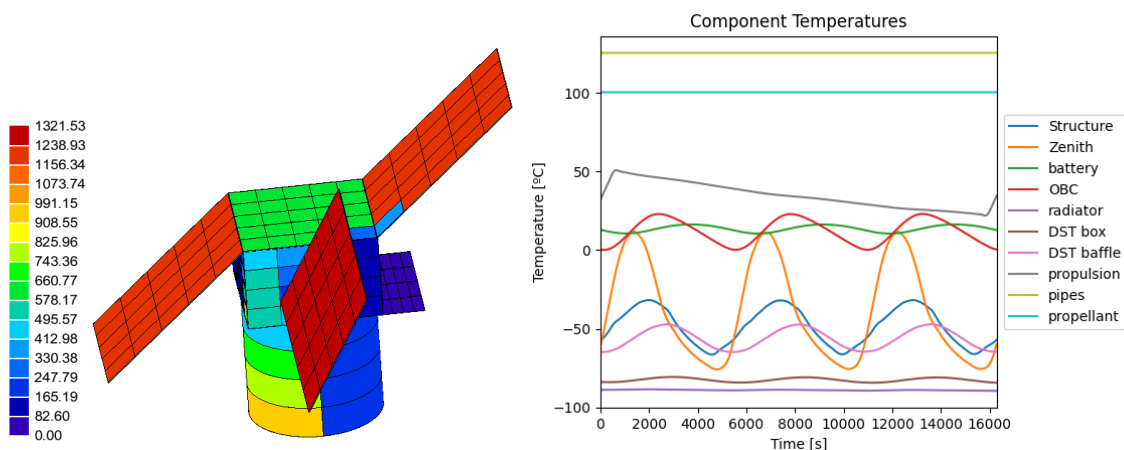 1321.53
1238.93
1156.34
1073.74
991.15
908.55
825.96
743.36
660.77
578.17
495.57
412.98
330.38
247.79
165.19
82.60
0.00
Component Temperatures
Temperature [ºC]
100
50
0
−50
−100
0 2000 4000 6000 8000 10000 12000 14000 16000
Time [s]
Structure
Zenith
battery
OBC
radiator
DST box
DST baffle
propulsion
pipes
propellant